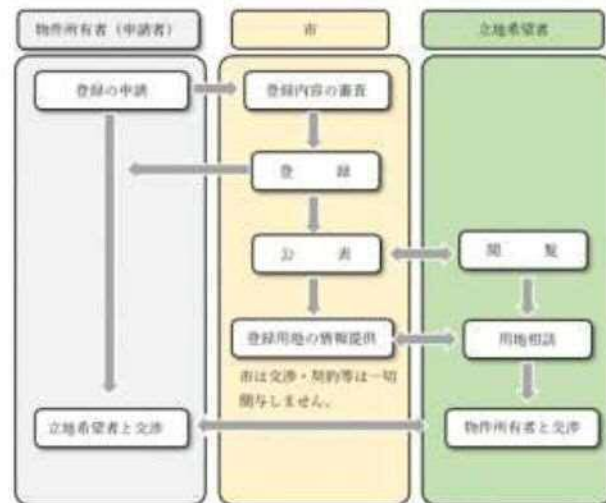 物件所有者（申請者）
市
立地希望者
登録の申請
登録内容の審査
登　録
公　表
閲　覧
登録用地の情報提供
用地相談
市は交渉・契約等は一切
関与しません。
立地希望者と交渉
物件所有者と交渉